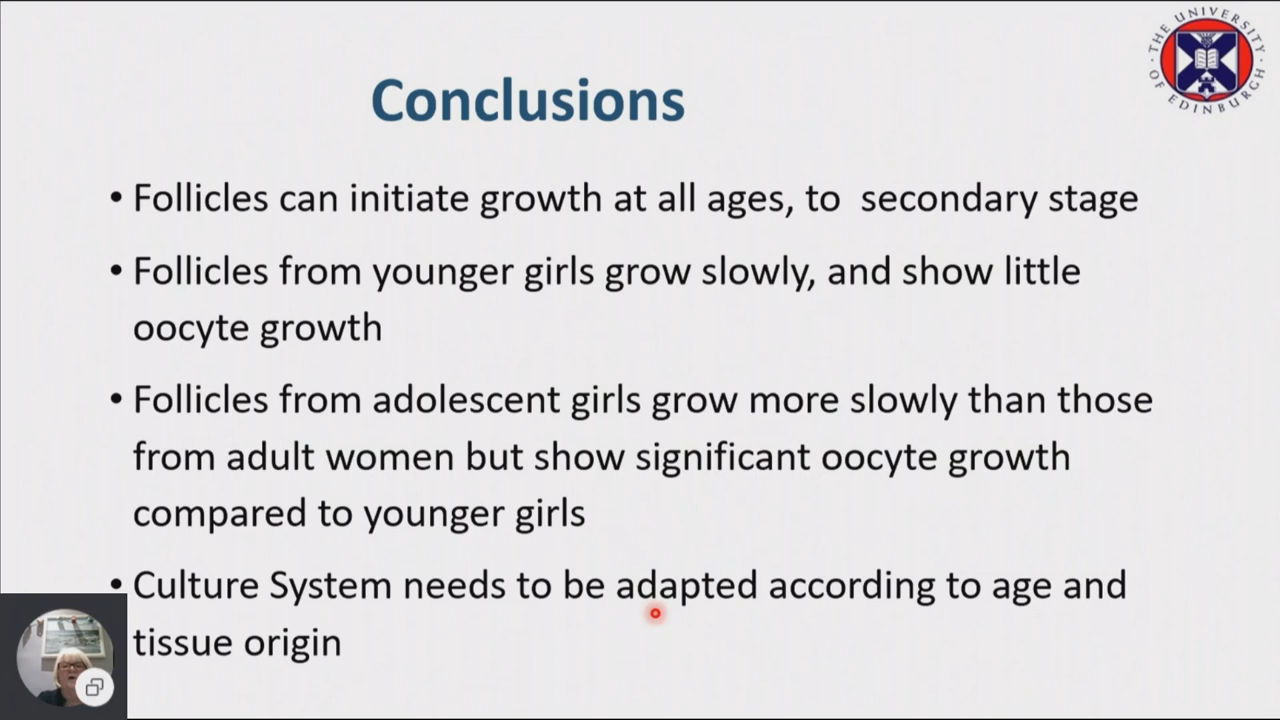 THE UNIVERSITY OF EDINBURGH
Conclusions
• Follicles can initiate growth at all ages, to  secondary stage
• Follicles from younger girls grow slowly, and show little
oocyte growth
• Follicles from adolescent girls grow more slowly than those
from adult women but show significant oocyte growth
compared to younger girls
• Culture System needs to be adapted according to age and
tissue origin